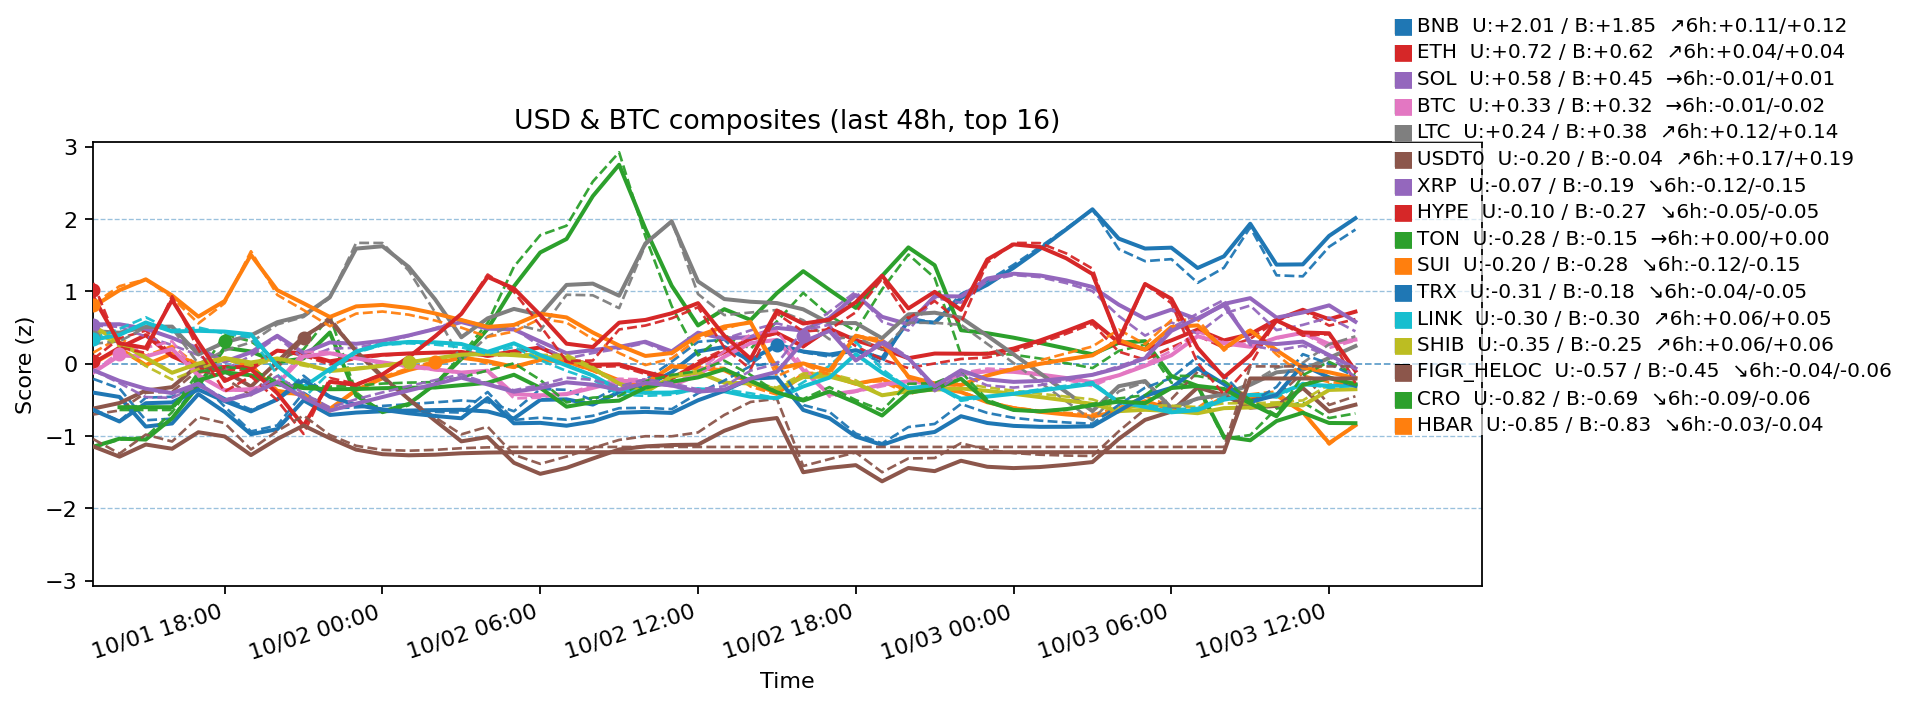 BNB U:+2.01 / B:+1.85 ↗6h:+0.11/+0.12
ETH U:+0.72 / B:+0.62 ↗6h:+0.04/+0.04
SOL U:+0.58 / B:+0.45 →6h:-0.01/+0.01
BTC U:+0.33 / B:+0.32 →6h:-0.01/-0.02
LTC U:+0.24 / B:+0.38 ↗6h:+0.12/+0.14
USDT0 U:-0.20 / B:-0.04 ↗6h:+0.17/+0.19
XRP U:-0.07 / B:-0.19 ↘6h:-0.12/-0.15
HYPE U:-0.10 / B:-0.27 ↘6h:-0.05/-0.05
TON U:-0.28 / B:-0.15 →6h:+0.00/+0.00
SUI U:-0.20 / B:-0.28 ↘6h:-0.12/-0.15
TRX U:-0.31 / B:-0.18 ↘6h:-0.04/-0.05
LINK U:-0.30 / B:-0.30 ↗6h:+0.06/+0.05
SHIB U:-0.35 / B:-0.25 ↗6h:+0.06/+0.06
FIGR_HELOC U:-0.57 / B:-0.45 ↘6h:-0.04/-0.06
CRO U:-0.82 / B:-0.69 ↘6h:-0.09/-0.06
HBAR U:-0.85 / B:-0.83 ↘6h:-0.03/-0.04
USD & BTC composites (last 48h, top 16)
Score (z)
3
2
1
0
−1
−2
−3
10/01 18:00
10/02 00:00
10/02 06:00
10/02 12:00
10/02 18:00
10/03 00:00
10/03 06:00
10/03 12:00
Time